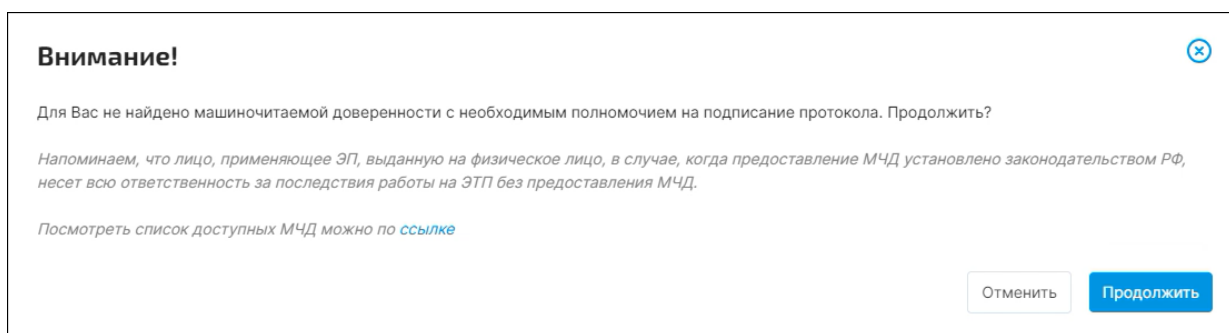 Внимание!
Для Вас не найдено машиночитаемой доверенности с необходимым полномочием на подписание протокола. Продолжить?
Напоминаем, что лицо, применяющее ЭП, выданную на физическое лицо, в случае, когда предоставление МЧД установлено законодательством РФ,
несет всю ответственность за последствия работы на ЭТП без предоставления МЧД.
Посмотреть список доступных МЧД можно по ссылке
Отменить Продолжить